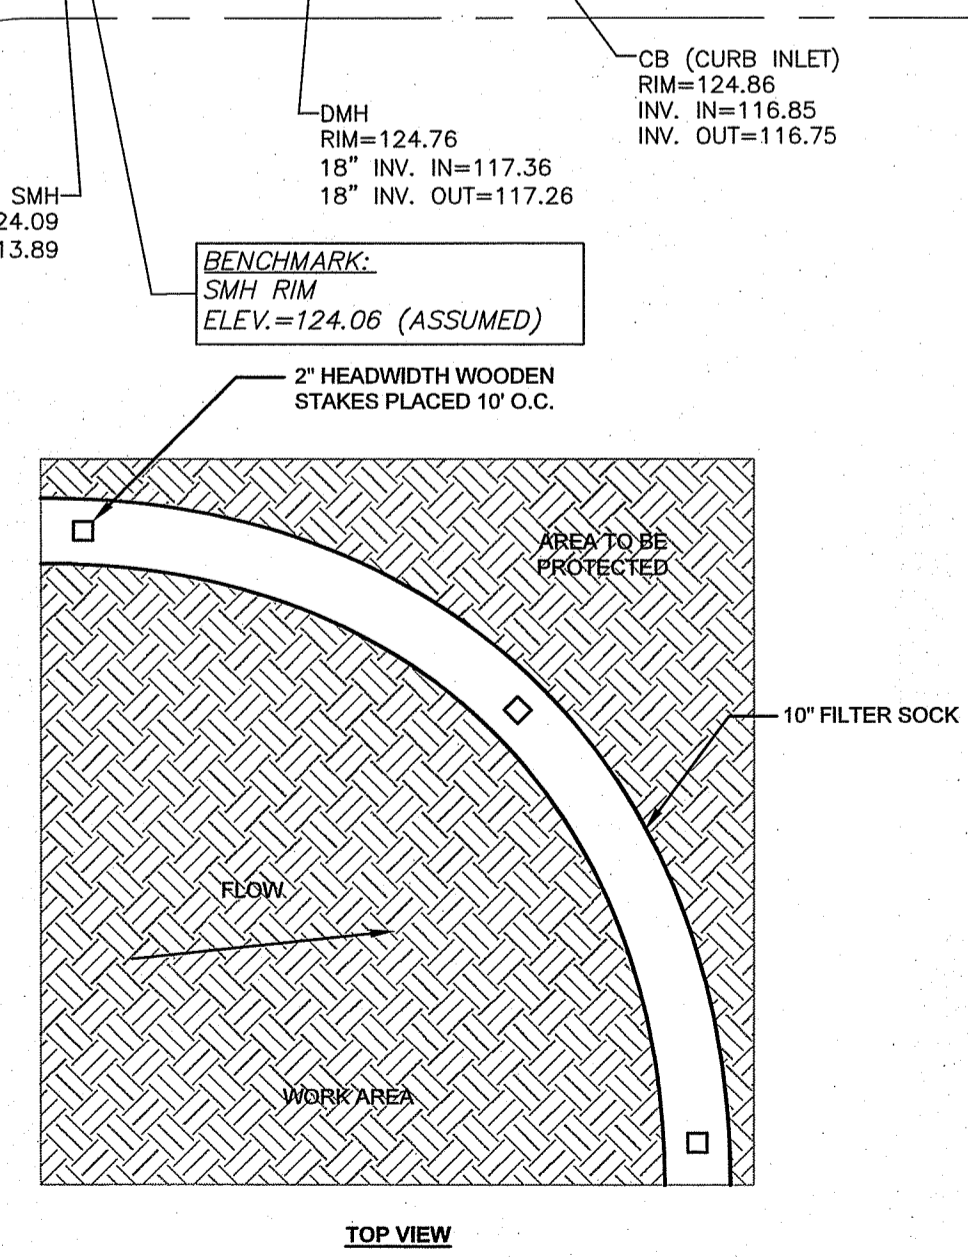 CB (CURB INLET)
RIM=124.86
INV. IN=116.85
INV. OUT=116.75
DMH
RIM=124.76
18" INV. IN=117.36
18" INV. OUT=117.26
SMH
24.09
13.89
BENCHMARK:
SMH RIM
ELEV.=124.06 (ASSUMED)
2" HEADWIDTH WOODEN
STAKES PLACED 10' O.C.
AREA TO BE
PROTECTED
10" FILTER SOCK
FLOW
WORK AREA
TOP VIEW